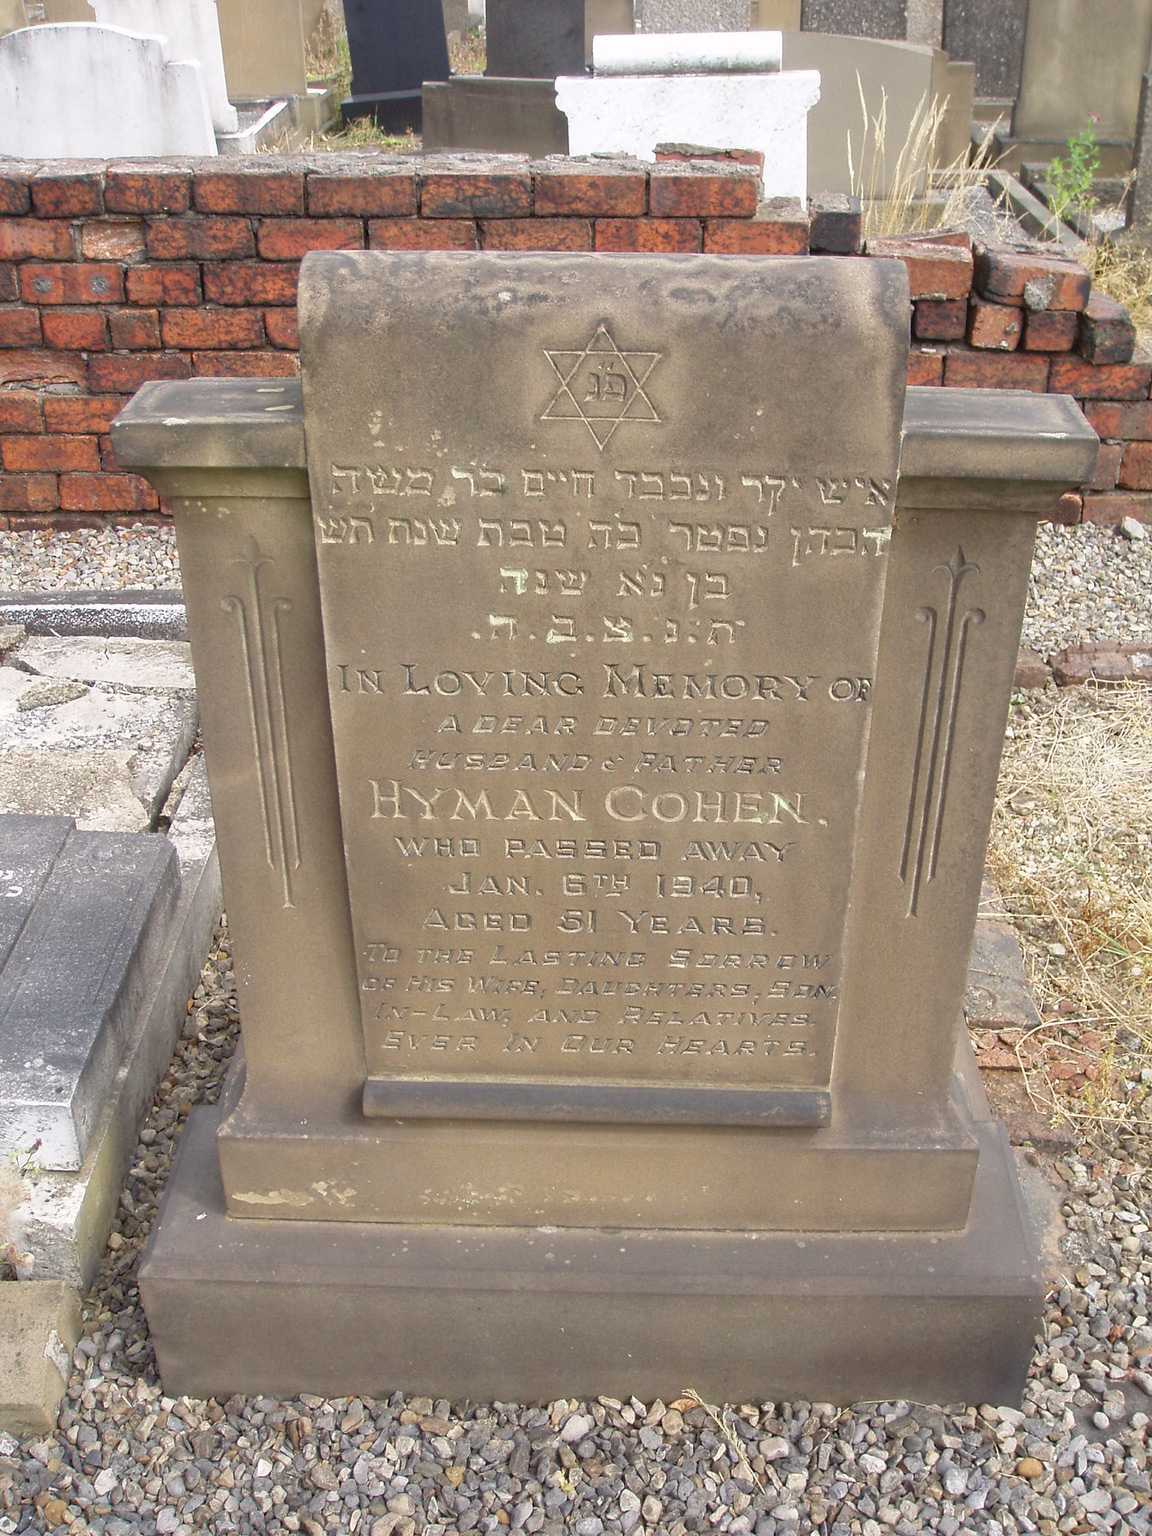 פ״נ
איש יקר ונכבד חיים בר משה
הכהן נפטר כה טבת שנת הש
בן נא שנה
ת.נ.צ.ב.ה.
IN LOVING MEMORY OF
A DEAR DEVOTED
HUSBAND & FATHER
HYMAN COHEN.
WHO PASSED AWAY
JAN. 6TH 1940,
AGED 51 YEARS.
TO THE LASTING SORROW
OF HIS WIFE, DAUGHTERS, SON,
IN-LAW, AND RELATIVES.
EVER IN OUR HEARTS.